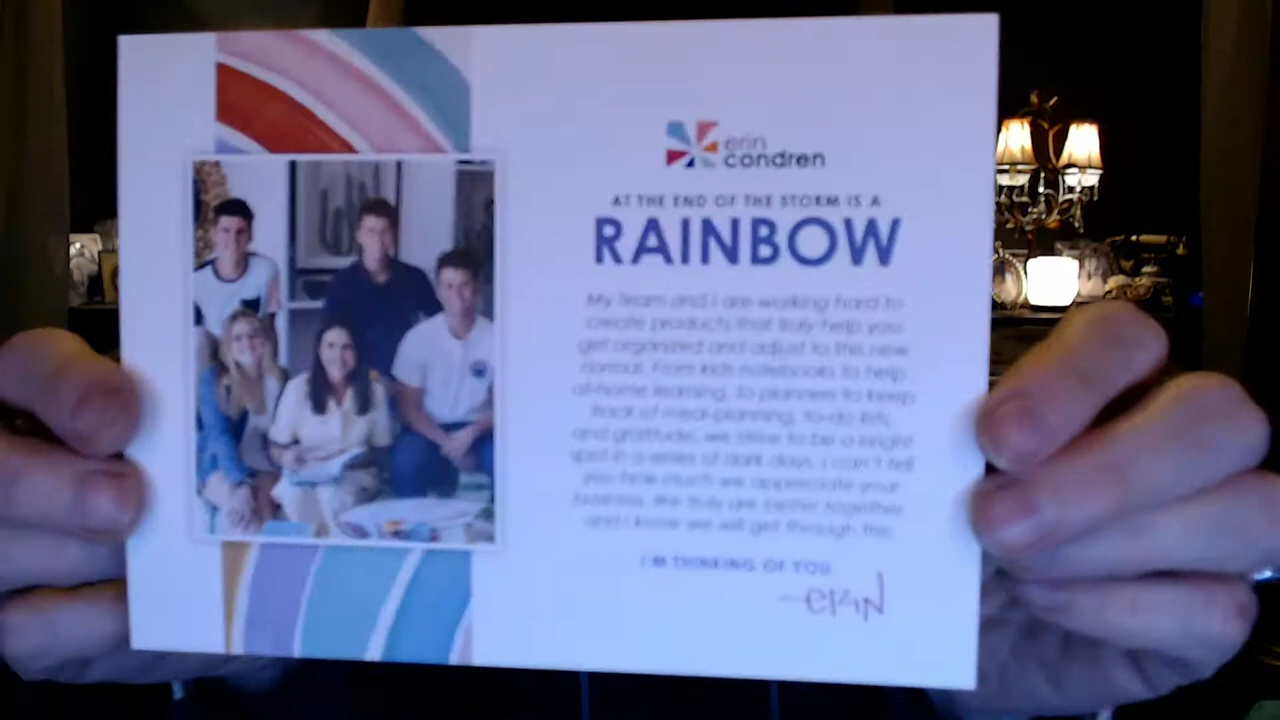 erin
condren
AT THE END OF THE STORM IS A
RAINBOW
My team and I are working hard to
create products that truly help you
get organized and adjust to this new
normal. From kids notebooks to help
at-home learning, to planners to keep
track of meal-planning, to-do lists,
and gratitude, we strive to be a bright
spot in a series of dark days. I can't tell
you how much we appreciate your
business. We truly are better together
and I know we will get through this.
I'M THINKING OF YOU
-ERIN